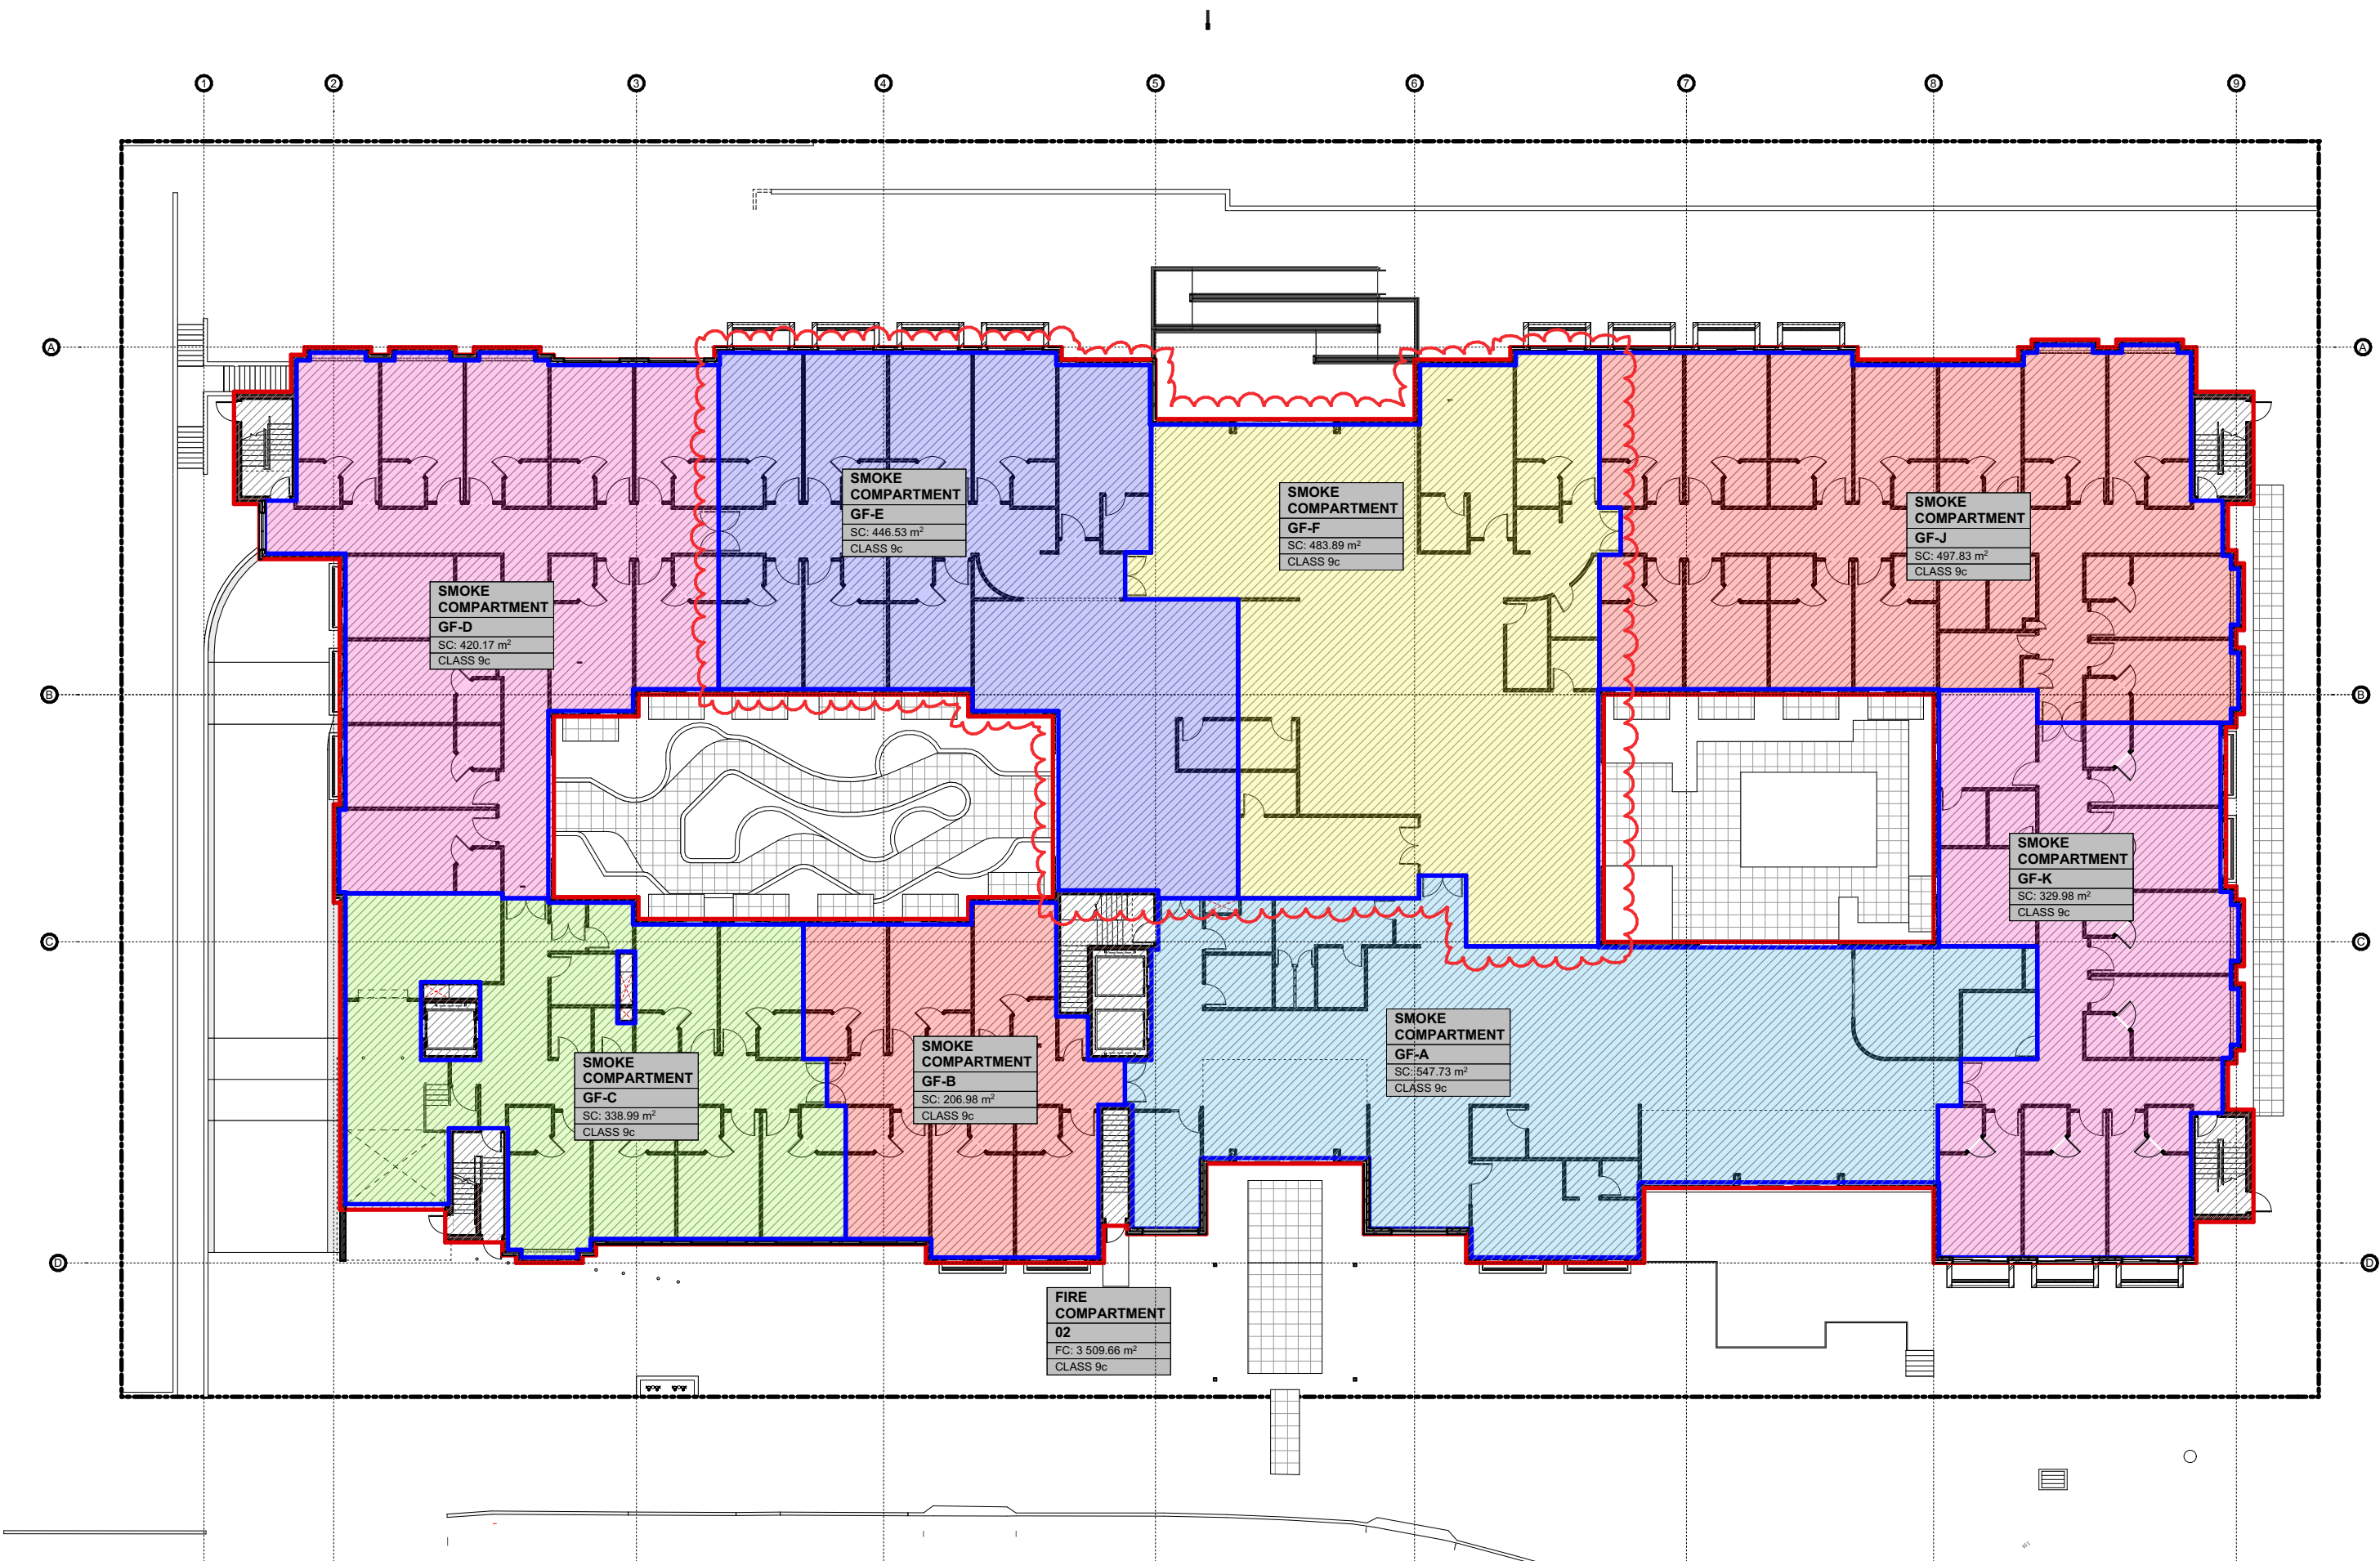 1
2
3
4
5
6
7
8
9
A
A
SMOKE
COMPARTMENT
GF-E
SC: 446.53 m²
CLASS 9c
SMOKE
COMPARTMENT
GF-F
SC: 483.89 m²
CLASS 9c
SMOKE
COMPARTMENT
GF-J
SC: 497.83 m²
CLASS 9c
SMOKE
COMPARTMENT
GF-D
SC: 420.17 m²
CLASS 9c
B
B
SMOKE
COMPARTMENT
GF-K
SC: 329.98 m²
CLASS 9c
C
C
SMOKE
COMPARTMENT
GF-A
SC: 547.73 m²
CLASS 9c
SMOKE
COMPARTMENT
GF-B
SC: 206.98 m²
CLASS 9c
SMOKE
COMPARTMENT
GF-C
SC: 338.99 m²
CLASS 9c
D
D
FIRE
COMPARTMENT
02
FC: 3 509.66 m²
CLASS 9c